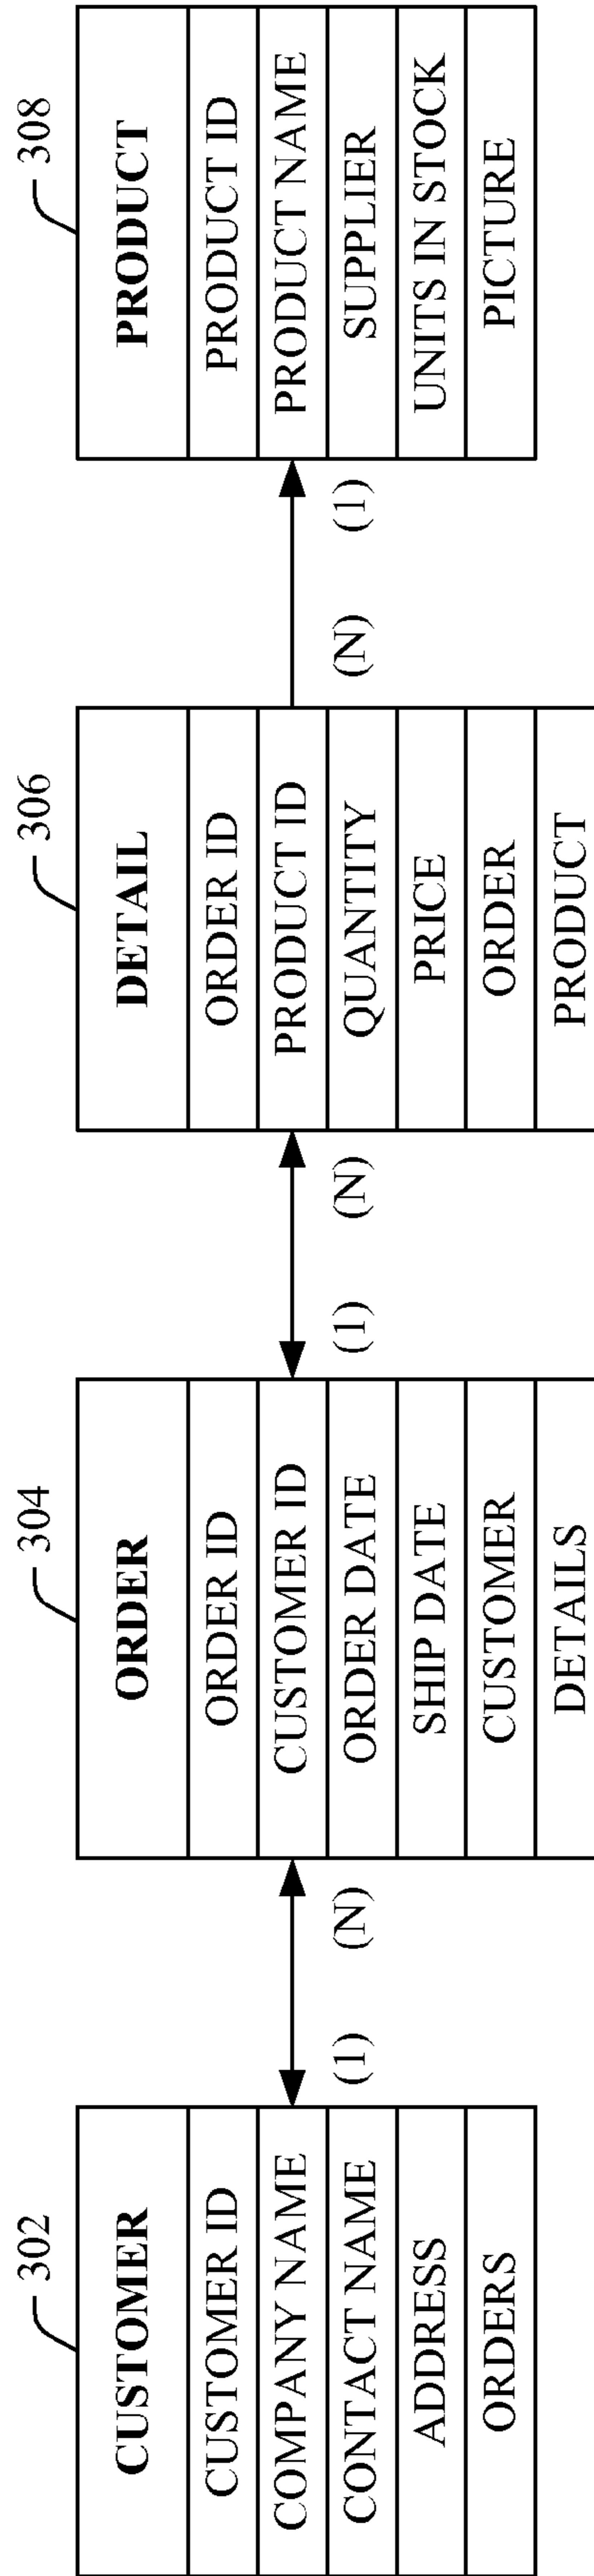 302
CUSTOMER
CUSTOMER ID
COMPANY NAME
CONTACT NAME
ADDRESS
ORDERS
(1)
(N)
304
ORDER
ORDER ID
CUSTOMER ID
ORDER DATE
SHIP DATE
CUSTOMER
DETAILS
(1)
(N)
306
DETAIL
ORDER ID
PRODUCT ID
QUANTITY
PRICE
ORDER
PRODUCT
(N)
(1)
308
PRODUCT
PRODUCT ID
PRODUCT NAME
SUPPLIER
UNITS IN STOCK
PICTURE